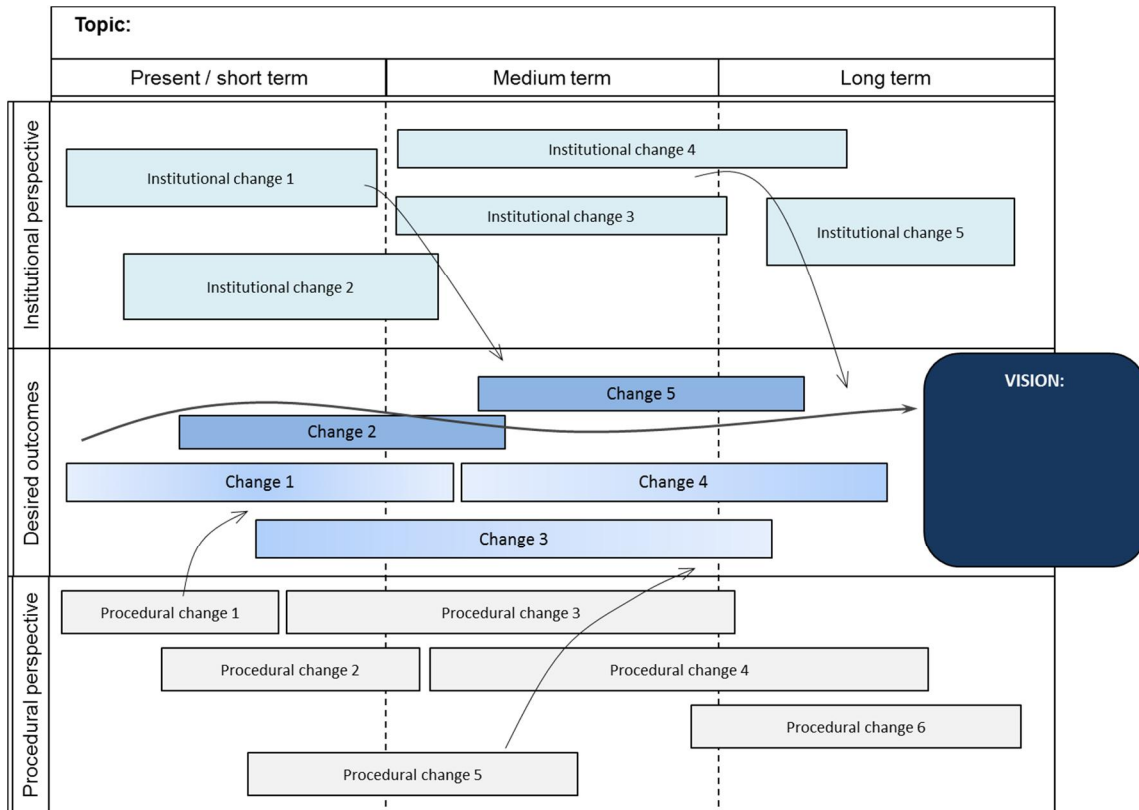 Topic:
Present / short term
Medium term
Long term
Institutional perspective
Institutional change 1
Institutional change 4
Institutional change 3
Institutional change 5
Institutional change 2
Desired outcomes
Change 5
Change 2
Change 1
Change 4
Change 3
VISION:
Procedural perspective
Procedural change 1
Procedural change 3
Procedural change 2
Procedural change 4
Procedural change 6
Procedural change 5